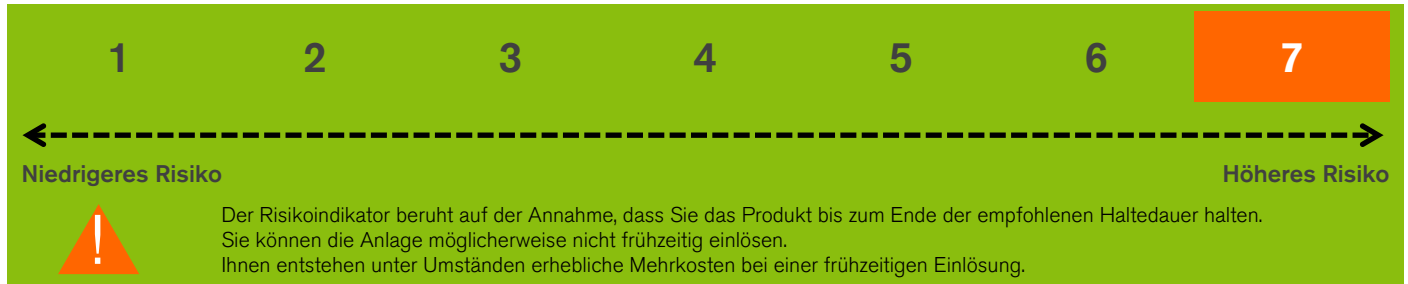 1 2 3 4 5 6 7
Niedrigeres Risiko Höheres Risiko
!
Der Risikoindikator beruht auf der Annahme, dass Sie das Produkt bis zum Ende der empfohlenen Haltedauer halten.
Sie können die Anlage möglicherweise nicht frühzeitig einlösen.
Ihnen entstehen unter Umständen erhebliche Mehrkosten bei einer frühzeitigen Einlösung.